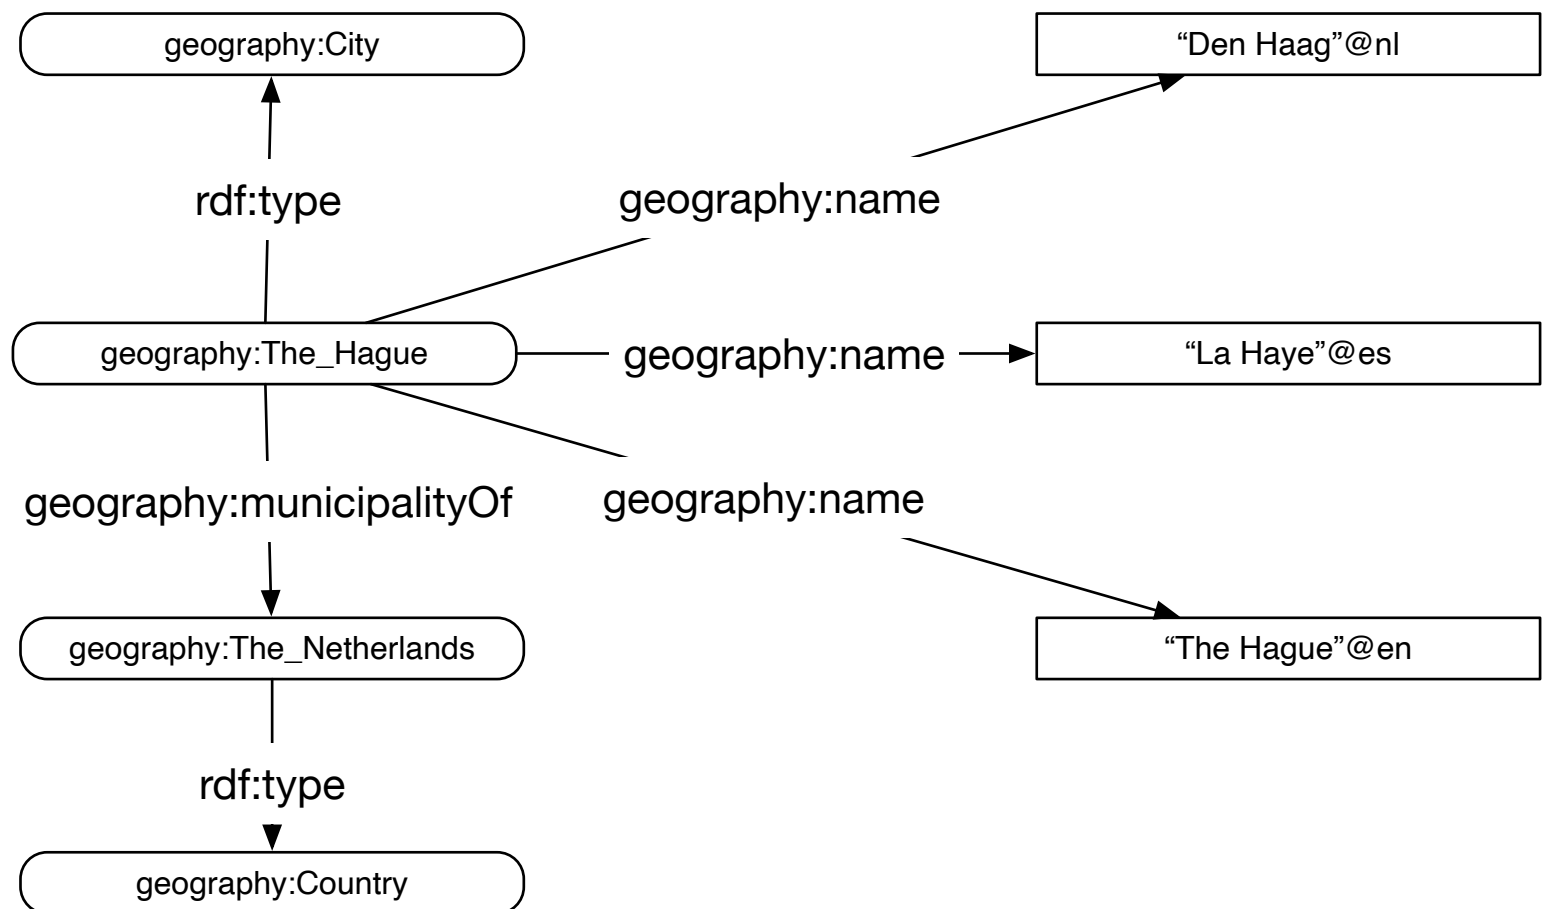 geography:City
“Den Haag”@nl
rdf:type
geography:name
geography:The_Hague
geography:name
“La Haye”@es
geography:municipalityOf
geography:name
geography:The_Netherlands
“The Hague”@en
rdf:type
geography:Country